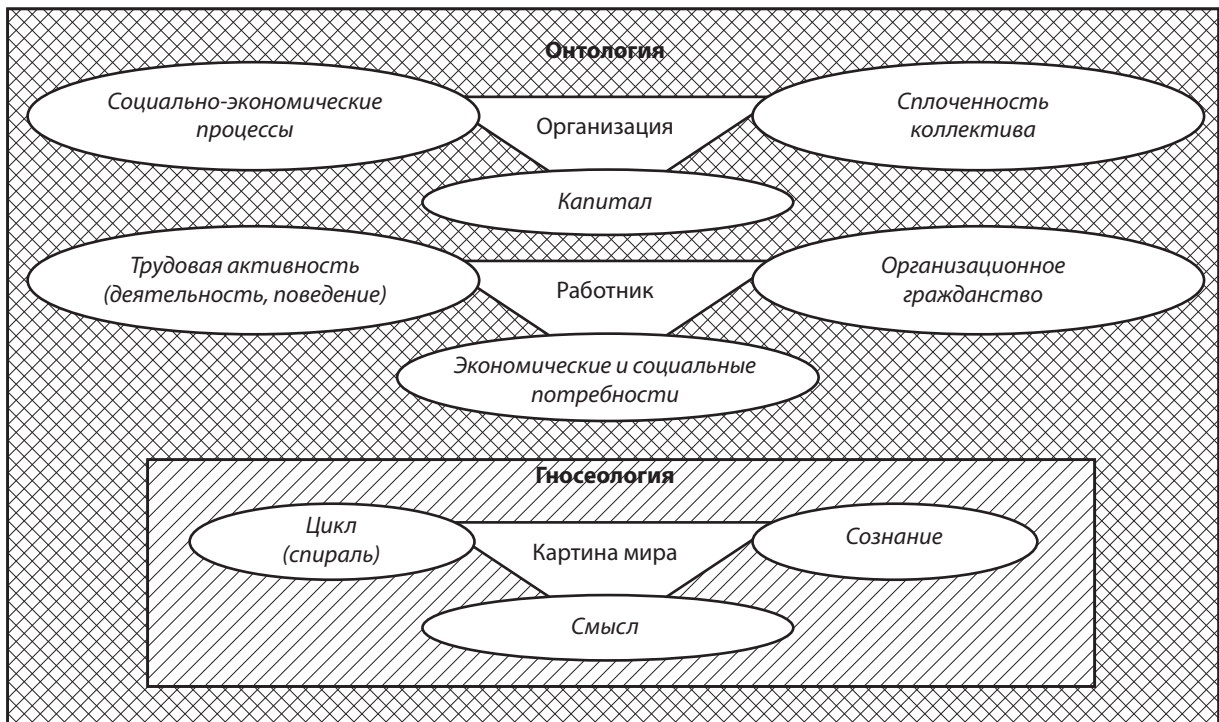 Онтология
Социально-экономические
процессы
Организация
Сплоченность
коллектива
Капитал
Трудовая активность
(деятельность, поведение)
Работник
Организационное
гражданство
Экономические и социальные
потребности
Гносеология
Цикл
(спираль)
Картина мира
Сознание
Смысл